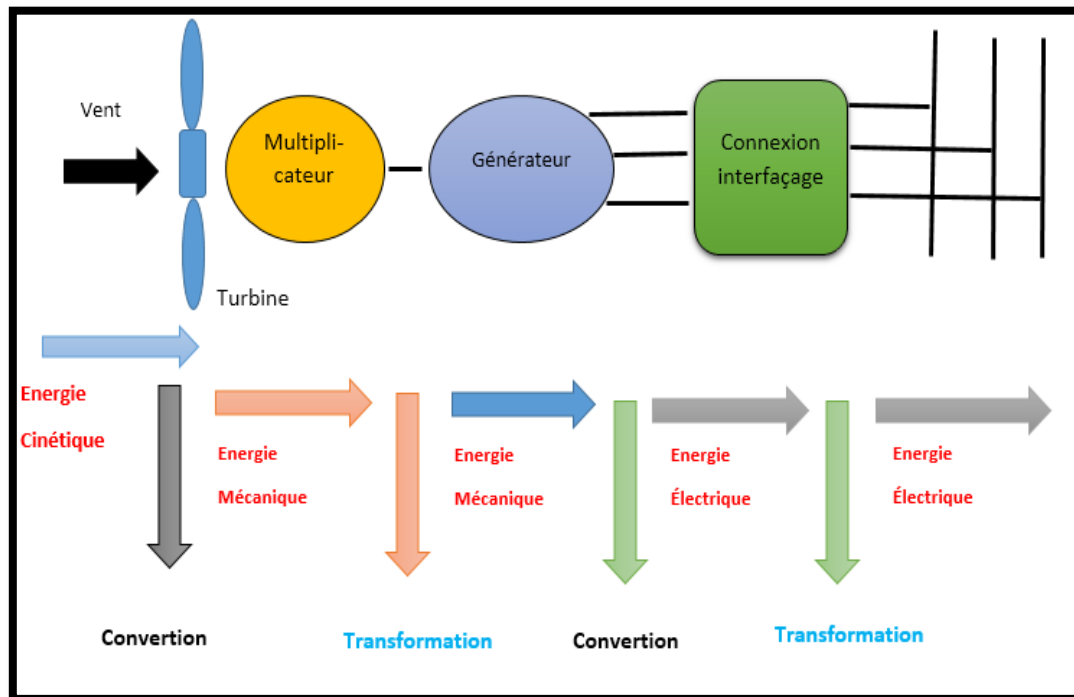 Vent
Multipli-
cateur
Générateur
Connexion
interfaçage
Turbine
Energie
Cinétique
Energie
Mécanique
Energie
Mécanique
Energie
Électrique
Energie
Électrique
Convertion
Transformation
Convertion
Transformation